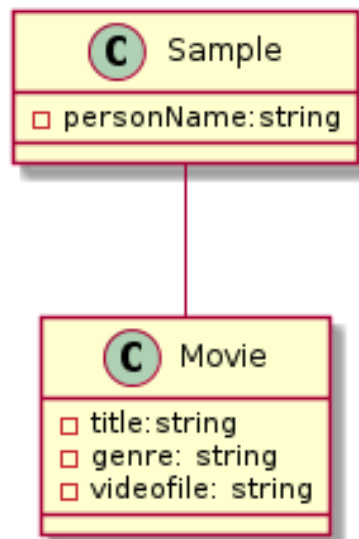 C Sample
personName:string
C Movie
title:string
genre: string
videofile: string